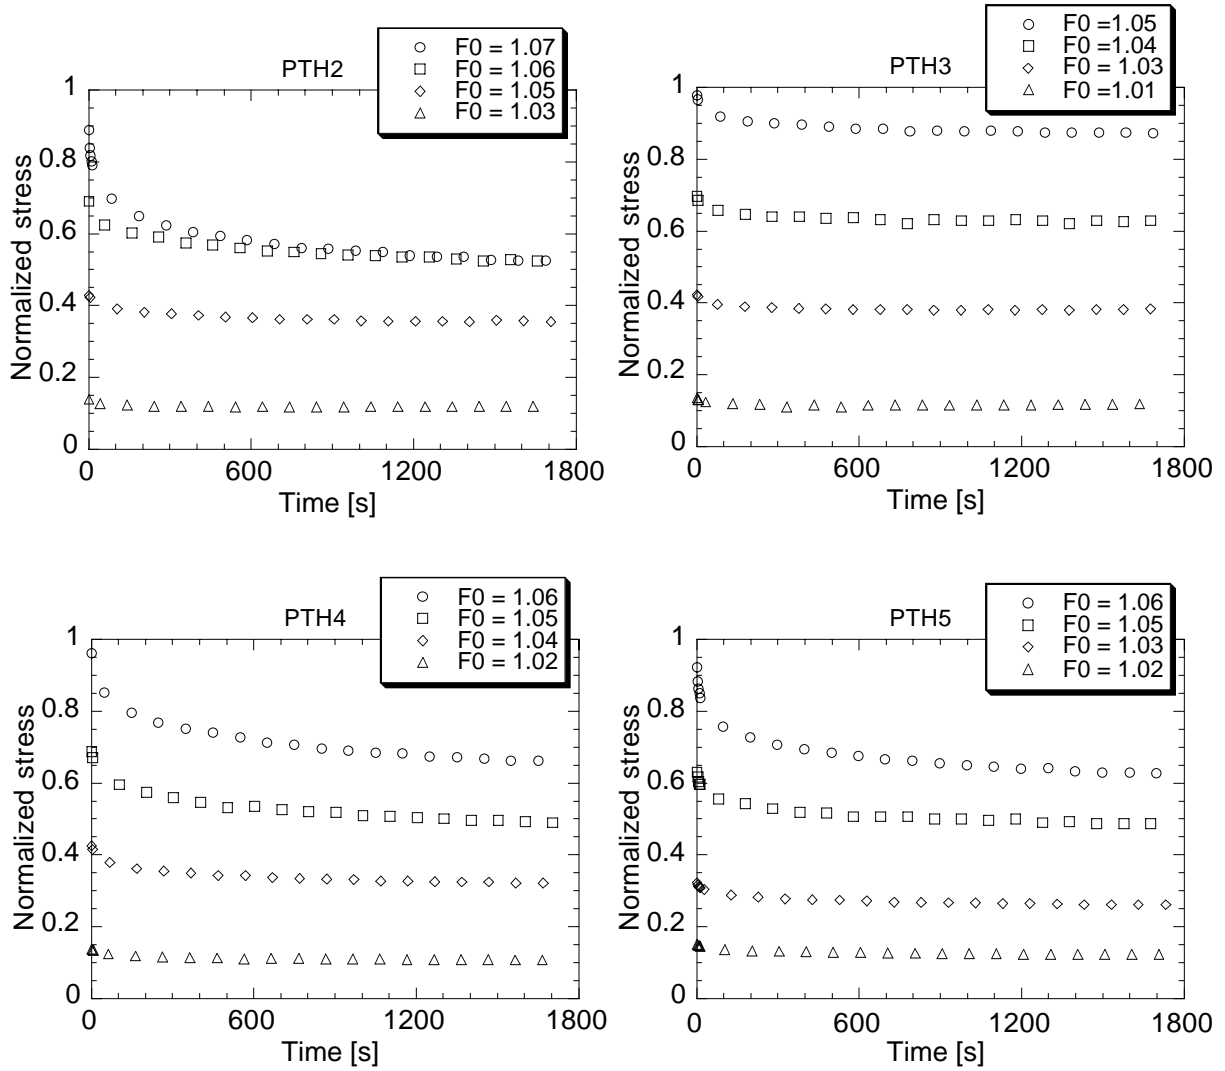 PTH2
F0 = 1.07
F0 = 1.06
F0 = 1.05
F0 = 1.03
1
0.8
0.6
0.4
0.2
0
Normalized stress
0 600 1200 1800
Time [s]
PTH3
F0 =1.05
F0 =1.04
F0 =1.03
F0 =1.01
1
0.8
0.6
0.4
0.2
0
Normalized stress
0 600 1200 1800
Time [s]
PTH4
F0 = 1.06
F0 = 1.05
F0 = 1.04
F0 = 1.02
1
0.8
0.6
0.4
0.2
0
Normalized stress
0 600 1200 1800
Time [s]
PTH5
F0 = 1.06
F0 = 1.05
F0 = 1.03
F0 = 1.02
1
0.8
0.6
0.4
0.2
0
Normalized stress
0 600 1200 1800
Time [s]